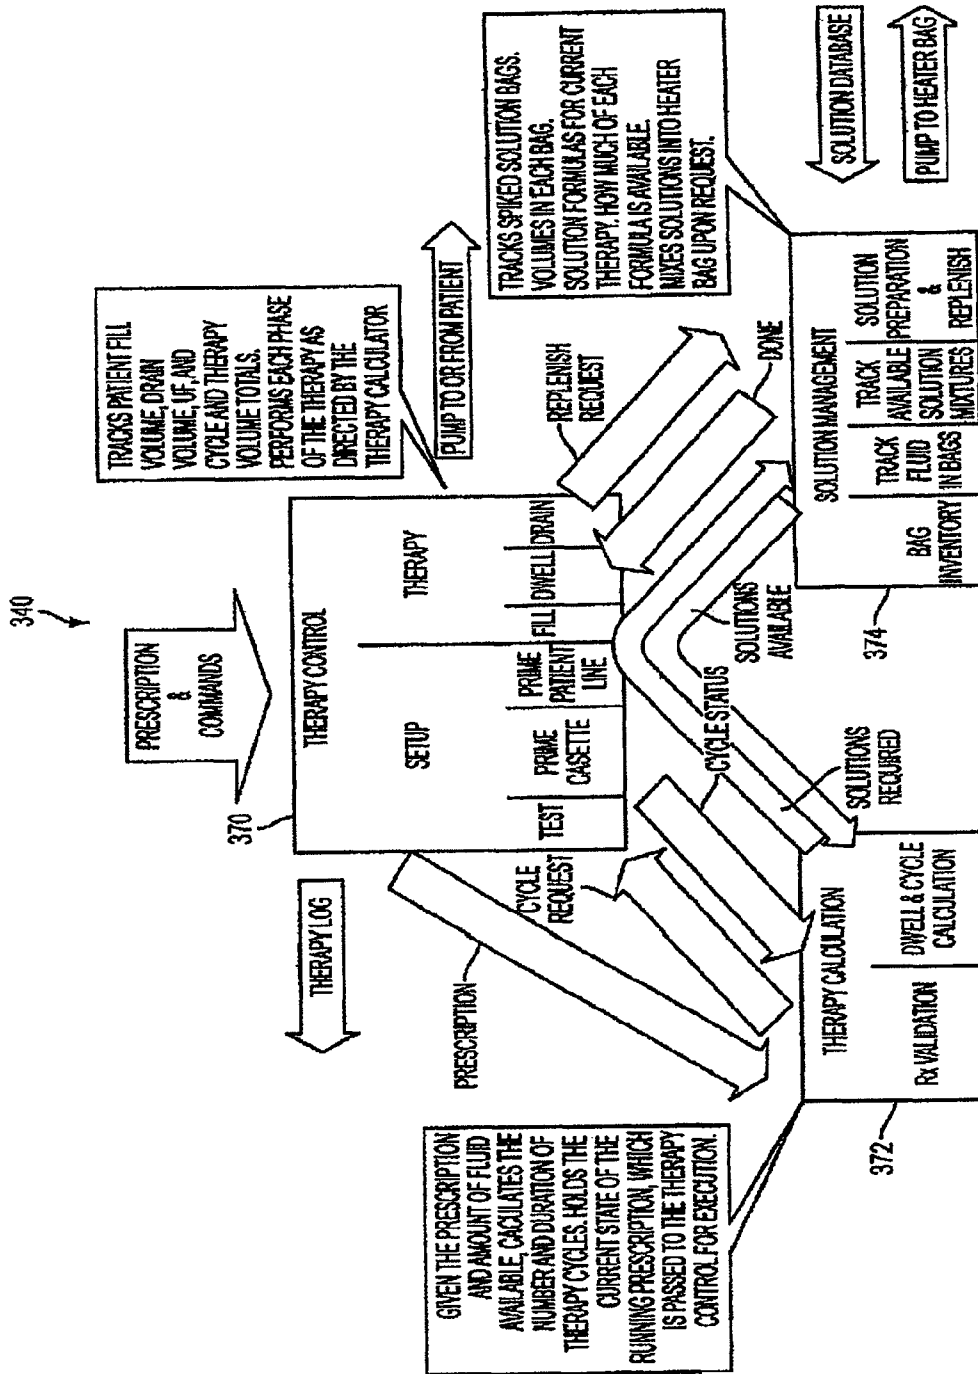 340
PRESCRIPTION
&
COMMANDS
TRACKS PATIENT FILL
VOLUME, DRAIN
VOLUME, UF, AND
CYCLE AND THERAPY
VOLUME TOTALS.
PERFORMS EACH PHASE
OF THE THERAPY AS
DIRECTED BY THE
THERAPY CALCULATOR
370
THERAPY CONTROL
SETUP
THERAPY
TEST
PRIME
CASETTE
PRIME
PATIENT
LINE
FILL
DWELL
DRAIN
THERAPY LOG
PUMP TO OR FROM PATIENT
PRESCRIPTION
CYCLE
REQUEST
CYCLE STATUS
SOLUTIONS
REQUIRED
SOLUTIONS
AVAILABLE
REPLENISH
REQUEST
DONE
TRACKS SPIKED SOLUTION BAGS.
VOLUMES IN EACH BAG.
SOLUTION FORMULAS FOR CURRENT
THERAPY. HOW MUCH OF EACH
FORMULA IS AVAILABLE.
MIXES SOLUTIONS INTO HEATER
BAG UPON REQUEST.
GIVEN THE PRESCRIPTION
AND AMOUNT OF FLUID
AVAILABLE, CACULATES THE
NUMBER AND DURATION OF
THERAPY CYCLES. HOLDS THE
CURRENT STATE OF THE
RUNNING PRESCRIPTION, WHICH
IS PASSED TO THE THERAPY
CONTROL FOR EXECUTION.
372
THERAPY CALCULATION
Rx VALIDATION
DWELL & CYCLE
CALCULATION
374
SOLUTION MANAGEMENT
BAG
INVENTORY
TRACK
FLUID
IN BAGS
TRACK
AVAILABLE
SOLUTION
MIXTURES
SOLUTION
PREPARATION
&
REPLENISH
SOLUTION DATABASE
PUMP TO HEATER BAG